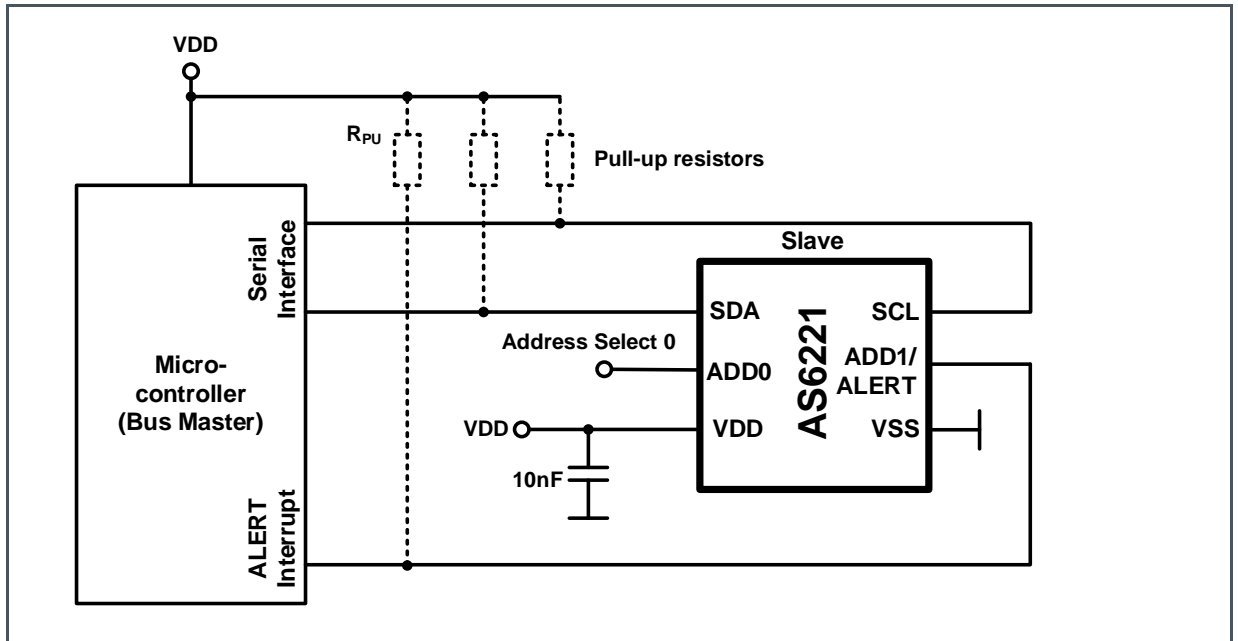 VDD
RPU
Pull-up resistors
Serial
Interface
Slave
SDA
SCL
Address Select 0
ADD0
ADD1/
ALERT
AS6221
Micro-
controller
(Bus Master)
VDD
VDD
VSS
10nF
ALERT
Interrupt